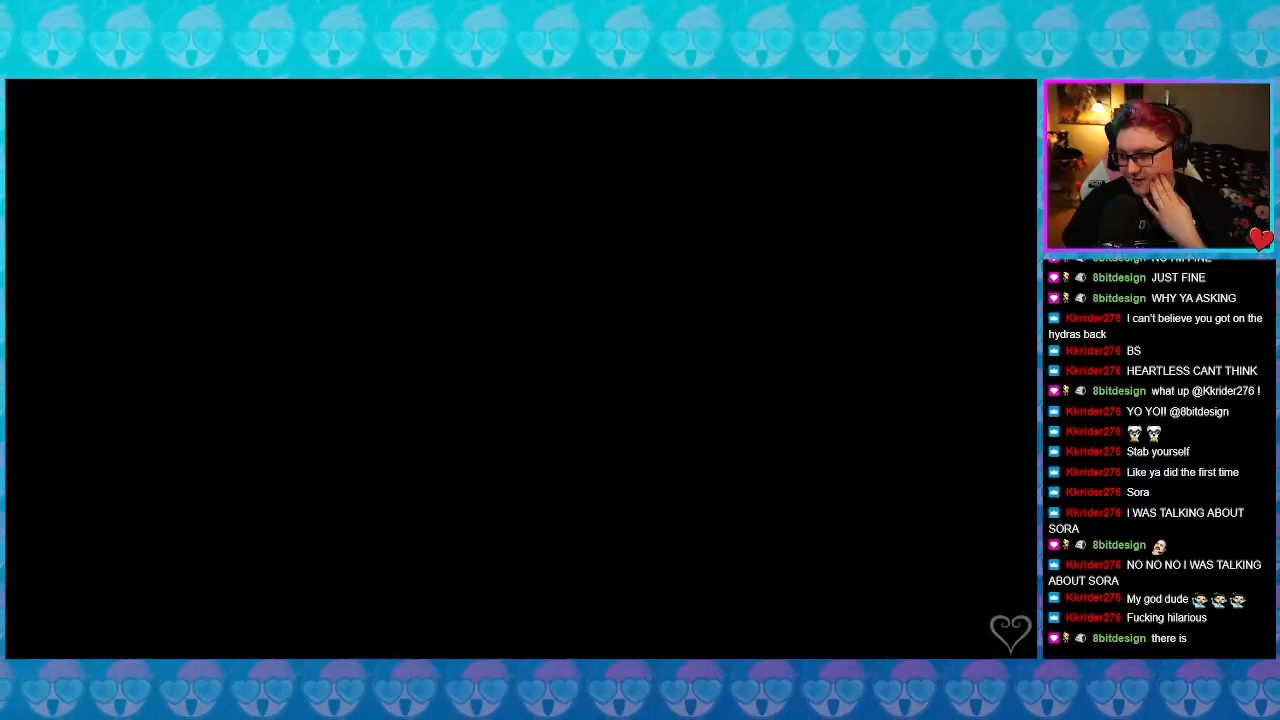 8bitdesign NO I'M FINE
8bitdesign JUST FINE
8bitdesign WHY YA ASKING
Kkrider276 I can't believe you got on the
hydras back
Kkrider276 BS
Kkrider276 HEARTLESS CANT THINK
8bitdesign what up @Kkrider276 !
Kkrider276 YO YO!! @8bitdesign
Kkrider276
Kkrider276 Stab yourself
Kkrider276 Like ya did the first time
Kkrider276 Sora
Kkrider276 I WAS TALKING ABOUT
SORA
8bitdesign
Kkrider276 NO NO NO I WAS TALKING
ABOUT SORA
Kkrider276 My god dude
Kkrider276 Fucking hilarious
8bitdesign there is